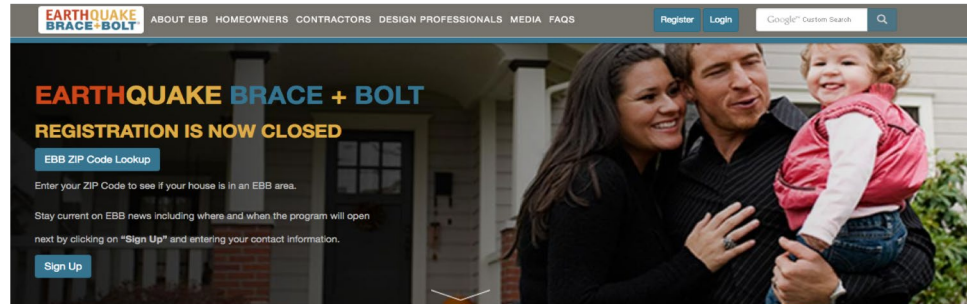 EARTHQUAKE
BRACE+BOLT
ABOUT EBB HOMEOWNERS CONTRACTORS DESIGN PROFESSIONALS MEDIA FAQS
Register Login Google™ Custom Search
EARTHQUAKE BRACE + BOLT
REGISTRATION IS NOW CLOSED
EBB ZIP Code Lookup
Enter your ZIP Code to see if your house is in an EBB area.
Stay current on EBB news including where and when the program will open
next by clicking on “Sign Up” and entering your contact information.
Sign Up